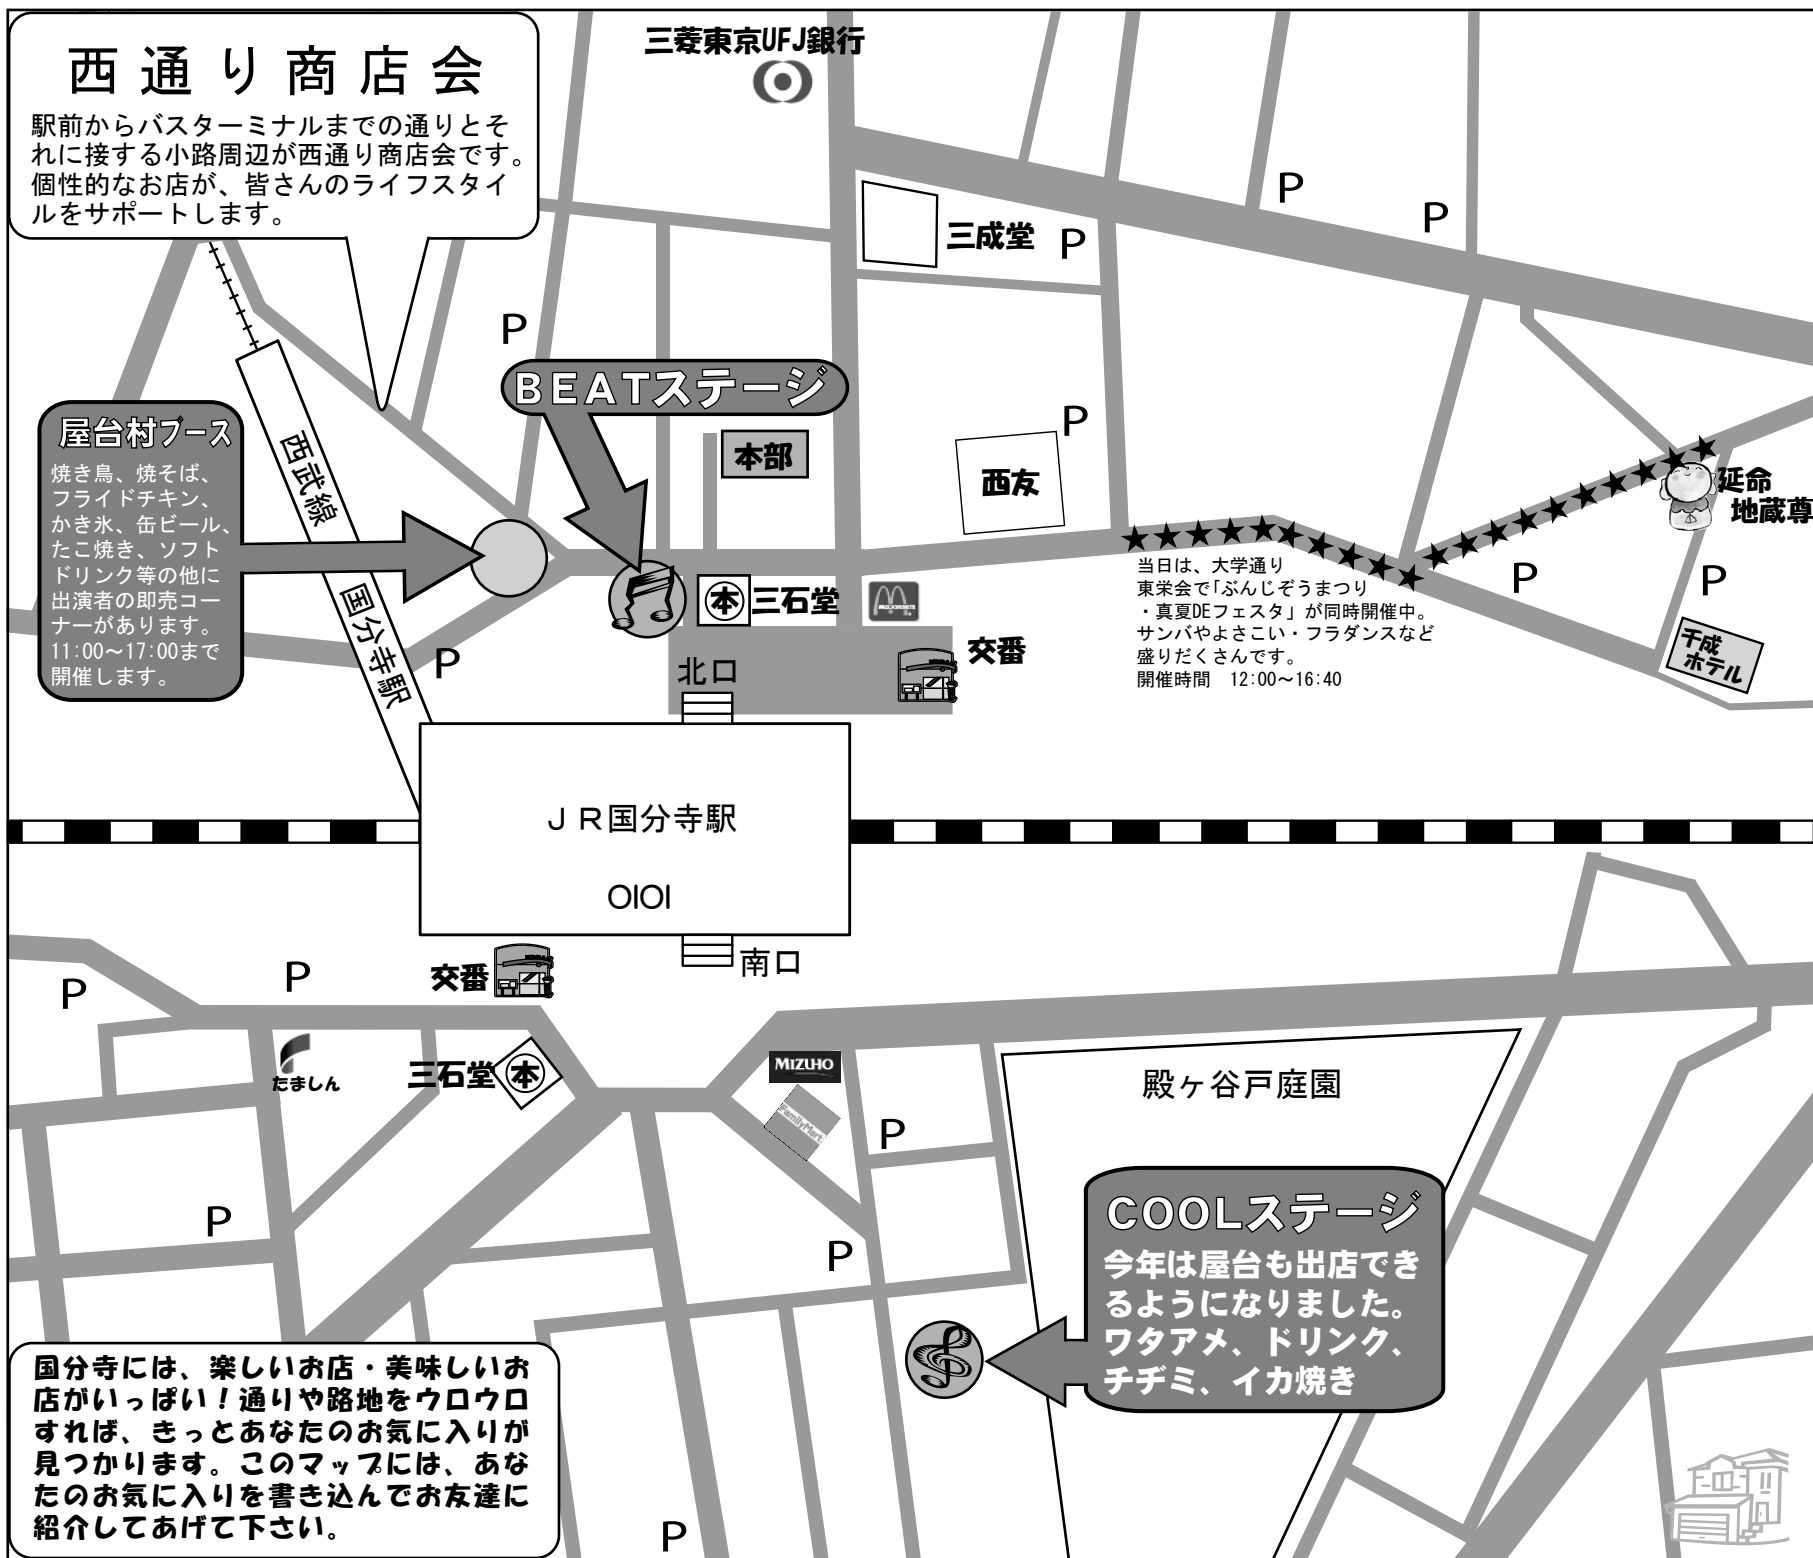 西通り商店会
駅前からバスターミナルまでの通りとそ
れに接する小路周辺が西通り商店会です。
個性的なお店が、皆さんのライフスタイ
ルをサポートします。
三菱東京UFJ銀行
P
P
三成堂
P
P
BEATステージ
P
屋台村ブース
焼き鳥、焼そば、
フライドチキン、
かき氷、缶ビール、
たこ焼き、ソフト
ドリンク等の他に
出演者の即売コー
ナーがあります。
11:00～17:00まで
開催します。
西武線 国分寺駅
本部
西友
延命
地蔵尊
本
三石堂
当日は、大学通り
東栄会で「ぶんじぞうまつり
・真夏DEフェスタ」が同時開催中。
サンバやよさこい・フラダンスなど
盛りだくさんです。
開催時間 12:00～16:40
P
P
P
北口
交番
千成
ホテル
JR国分寺駅
OIOI
交番
南口
P
P
たましん
三石堂
本
MIZUHO
FamilyMart
殿ヶ谷戸庭園
P
P
P
COOLステージ
今年は屋台も出店でき
るようになりました。
ワタアメ、ドリンク、
チヂミ、イカ焼き
国分寺には、楽しいお店・美味しいお
店がいっぱい！通りや路地をウロウロ
すれば、きっとあなたのお気に入りが
見つかります。このマップには、あな
たのお気に入りを書き込んでお友達に
紹介してあげて下さい。
P